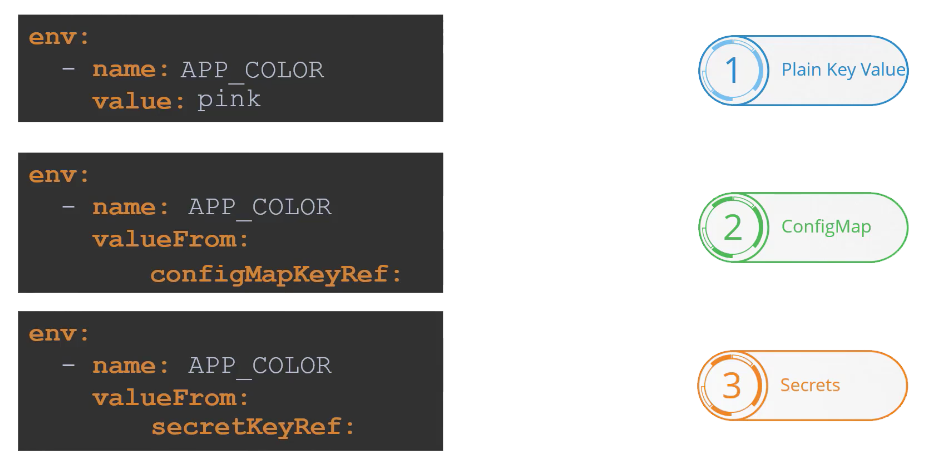 env:
- name: APP_COLOR
value: pink
1 Plain Key Value
env:
- name: APP_COLOR
valueFrom:
configMapKeyRef:
2 ConfigMap
env:
- name: APP_COLOR
valueFrom:
secretKeyRef:
3 Secrets